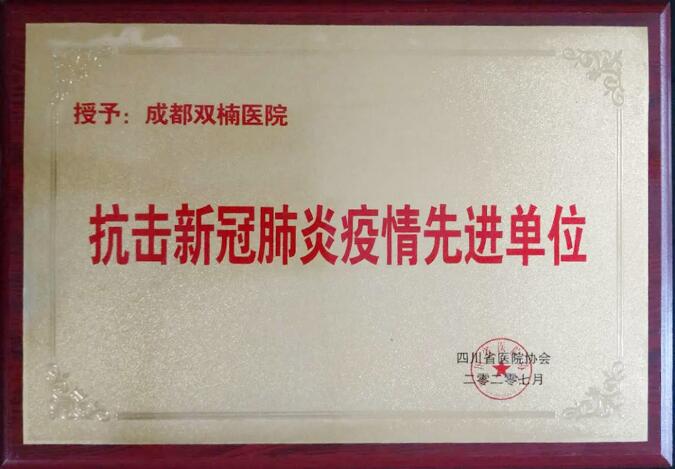 授予：成都双楠医院
抗击新冠肺炎疫情先进单位
四川省医院协会
二零二零七月